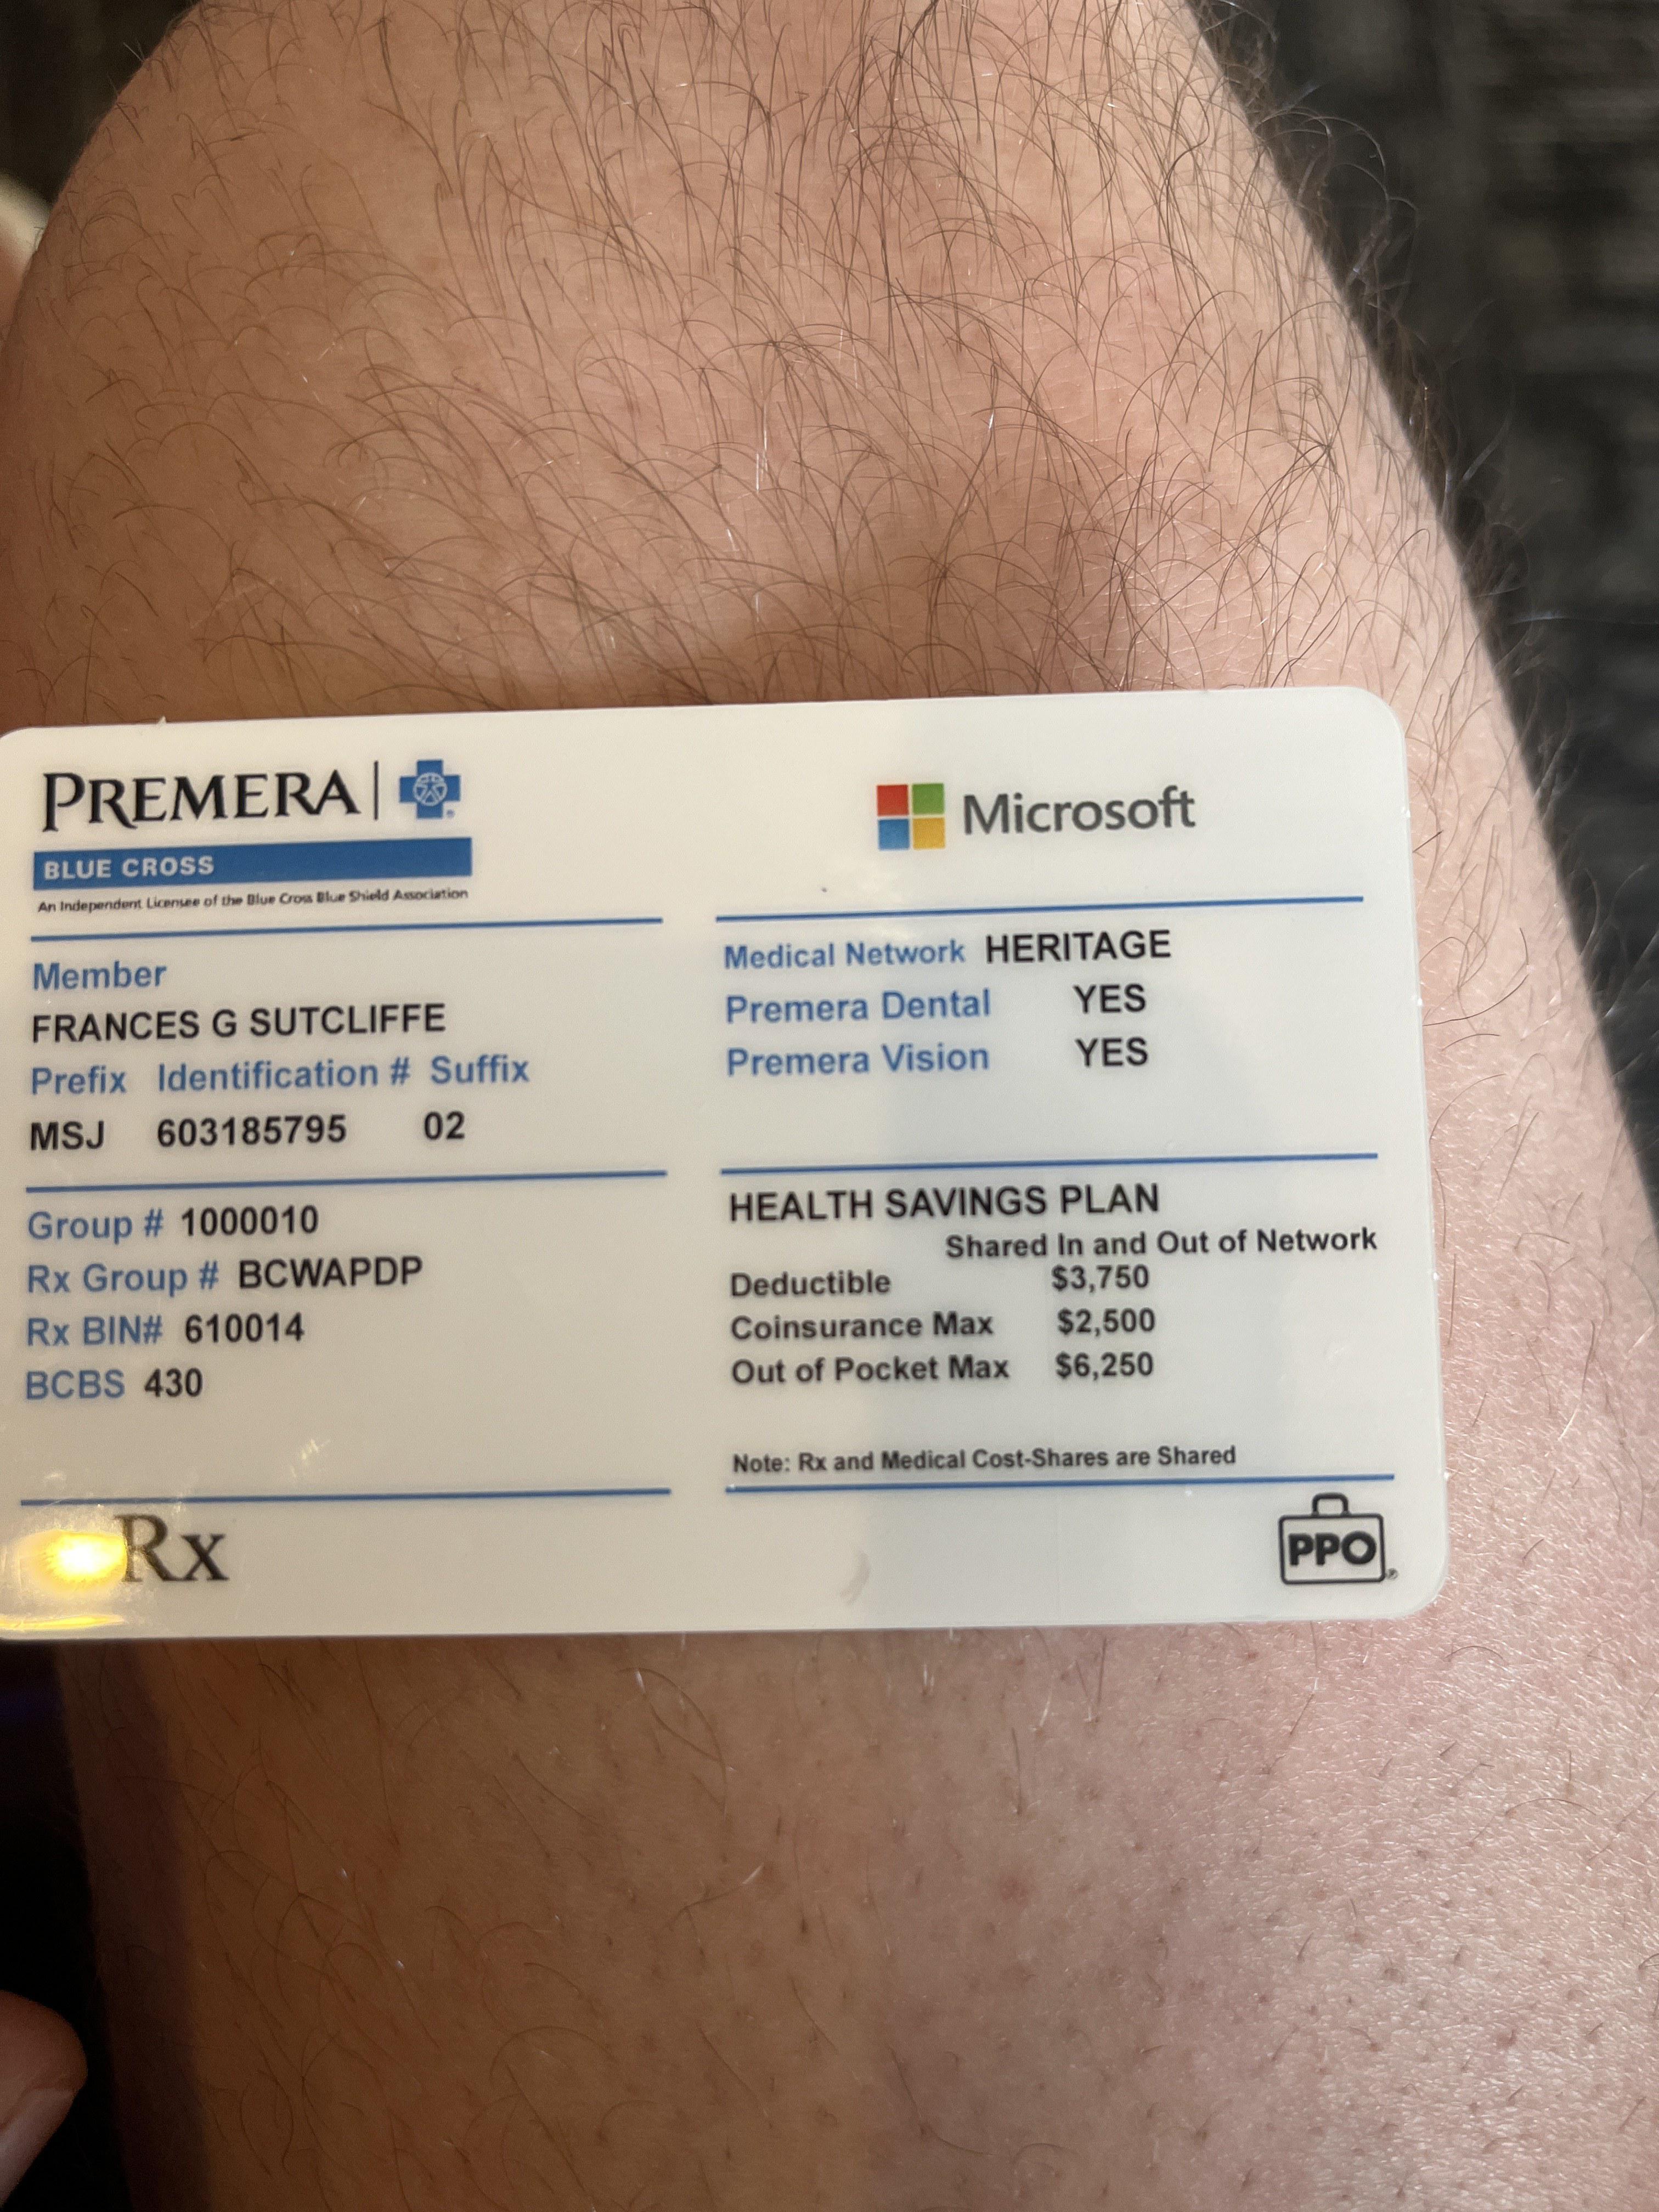 PREMERA
BLUE CROSS
An Independent Licensee of the Blue Cross Blue Shield Association
Member
FRANCES G SUTCLIFFE
Prefix Identification # Suffix
MSJ 603185795 02
Group # 1000010
Rx Group # BCWAPDP
Rx BIN# 610014
BCBS 430
Rx
Microsoft
Medical Network HERITAGE
Premera Dental YES
Premera Vision YES
HEALTH SAVINGS PLAN
Shared In and Out of Network
Deductible $3,750
Coinsurance Max $2,500
Out of Pocket Max $6,250
Note: Rx and Medical Cost-Shares are Shared
PPO®